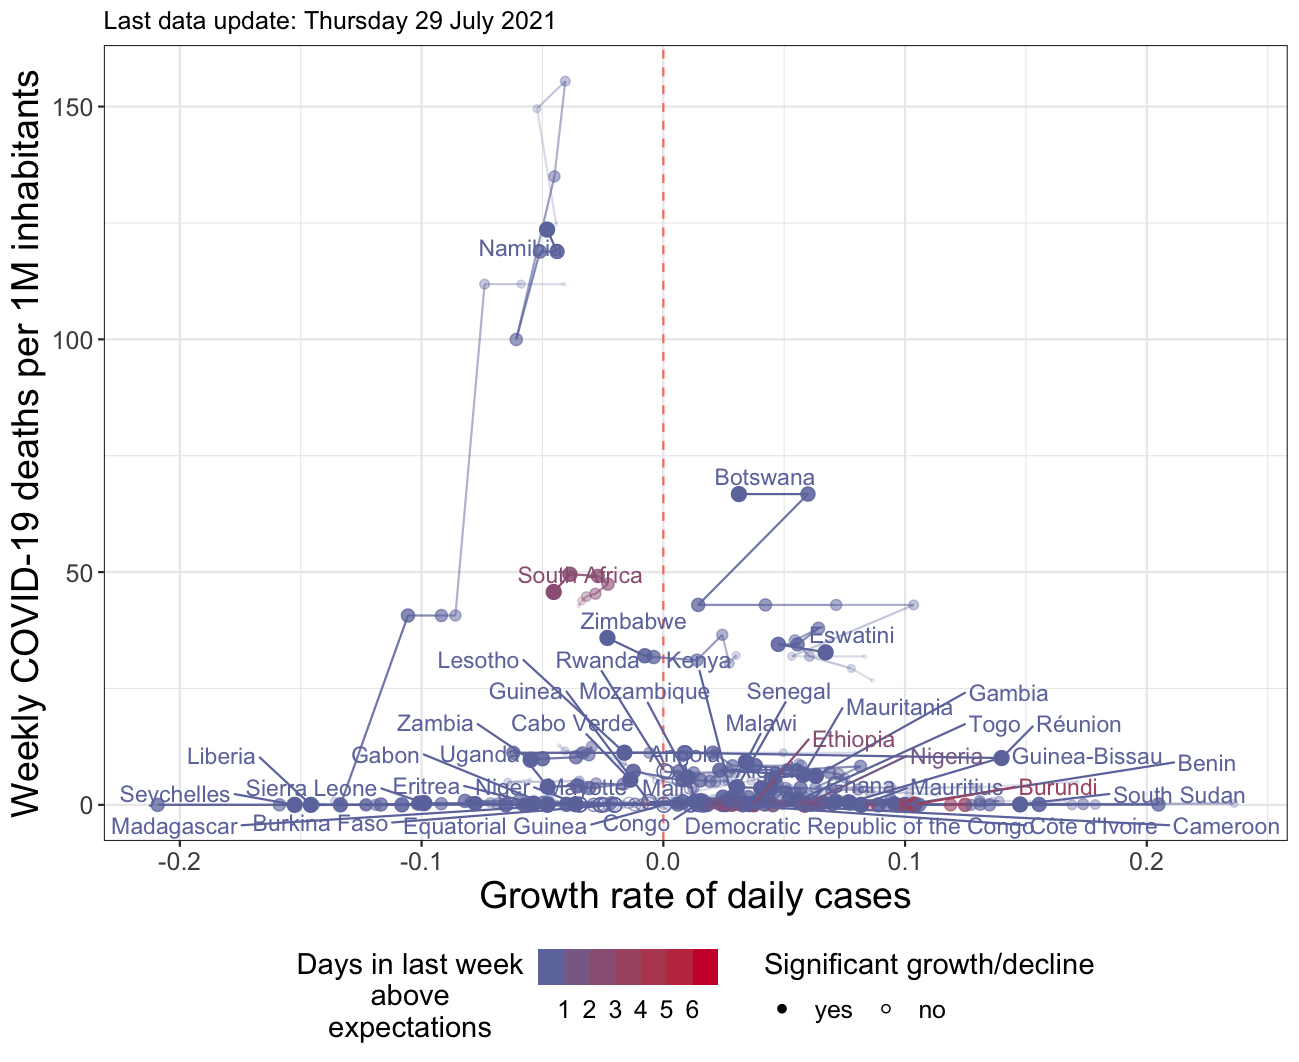 Last data update: Thursday 29 July 2021
Weekly COVID-19 deaths per 1M inhabitants
150
100
50
0
Namibia
Botswana
South Africa
Zimbabwe
Eswatini
Lesotho
Rwanda
Kenya
Guinea
Mozambique
Senegal
Gambia
Mauritania
Zambia
Cabo Verde
Malawi
Togo
Réunion
Ethiopia
Liberia
Gabon
Uganda
Angola
Nigeria
Guinea-Bissau
Benin
Seychelles
Sierra Leone
Eritrea
Niger
Mayotte
Mali
Ghana
Mauritius
Burundi
South Sudan
Madagascar
Burkina Faso
Equatorial Guinea
Congo
Democratic Republic of the Congo
Côte d'Ivoire
Cameroon
-0.2
-0.1
0.0
0.1
0.2
Growth rate of daily cases
Days in last week
above
expectations
1 2 3 4 5 6
Significant growth/decline
yes
no